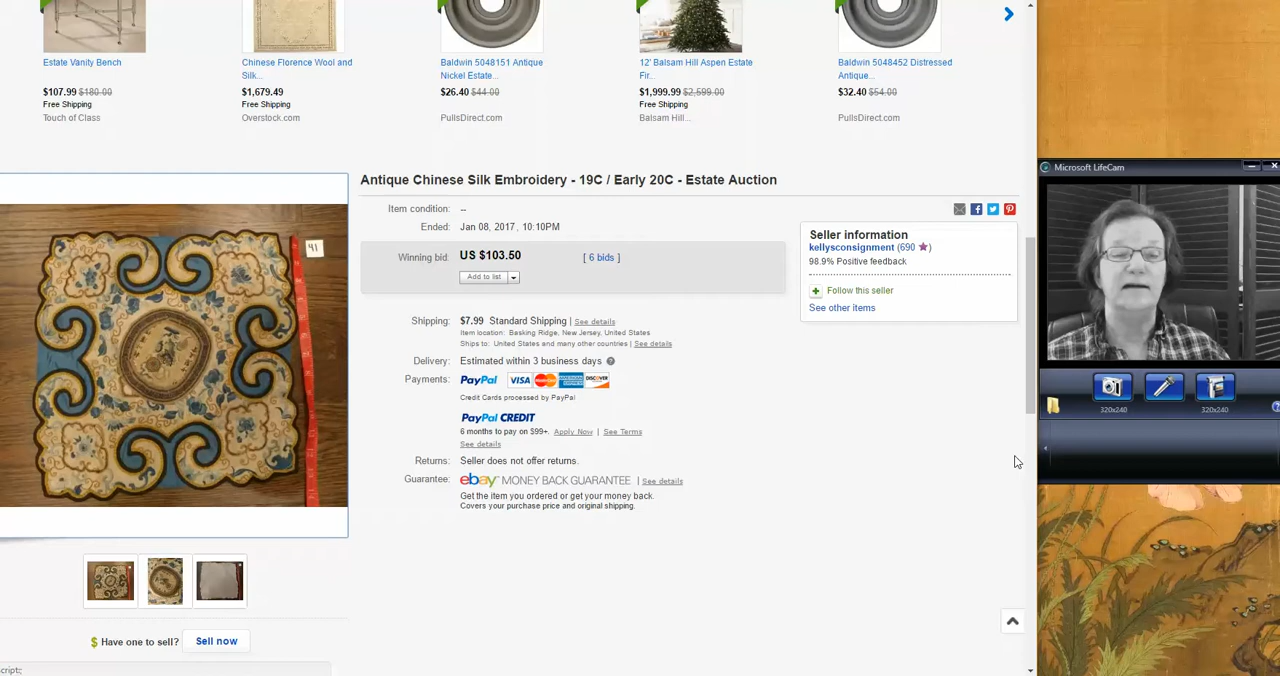 Estate Vanity Bench
$107.99 $180.00
Free Shipping
Touch of Class
Chinese Florence Wool and
Silk...
$1,679.49
Free Shipping
Overstock.com
Baldwin 5048151 Antique
Nickel Estate...
$26.40 $44.00
PullsDirect.com
12' Balsam Hill Aspen Estate
Fir...
$1,999.99 $2,599.00
Free Shipping
Balsam Hill...
Baldwin 5048452 Distressed
Antique...
$32.40 $54.00
PullsDirect.com
Microsoft LifeCam
Antique Chinese Silk Embroidery - 19C / Early 20C - Estate Auction
Item condition: --
Ended: Jan 08, 2017 , 10:10PM
Winning bid: US $103.50 [ 6 bids ]
Add to list
Shipping: $7.99 Standard Shipping | See details
Item location: Basking Ridge, New Jersey, United States
Ships to: United States and many other countries | See details
Delivery: Estimated within 3 business days
Payments: PayPal VISA MasterCard AMERICAN EXPRESS DISCOVER
Credit Cards processed by PayPal
PayPal CREDIT
6 months to pay on $99+. Apply Now | See Terms
See details
Returns: Seller does not offer returns.
Guarantee: ebay MONEY BACK GUARANTEE | See details
Get the item you ordered or get your money back.
Covers your purchase price and original shipping.
Seller information
kellysconsignment (690 )
98.9% Positive feedback
Follow this seller
See other items
41
320x240
320x240
$ Have one to sell? Sell now
cript:;